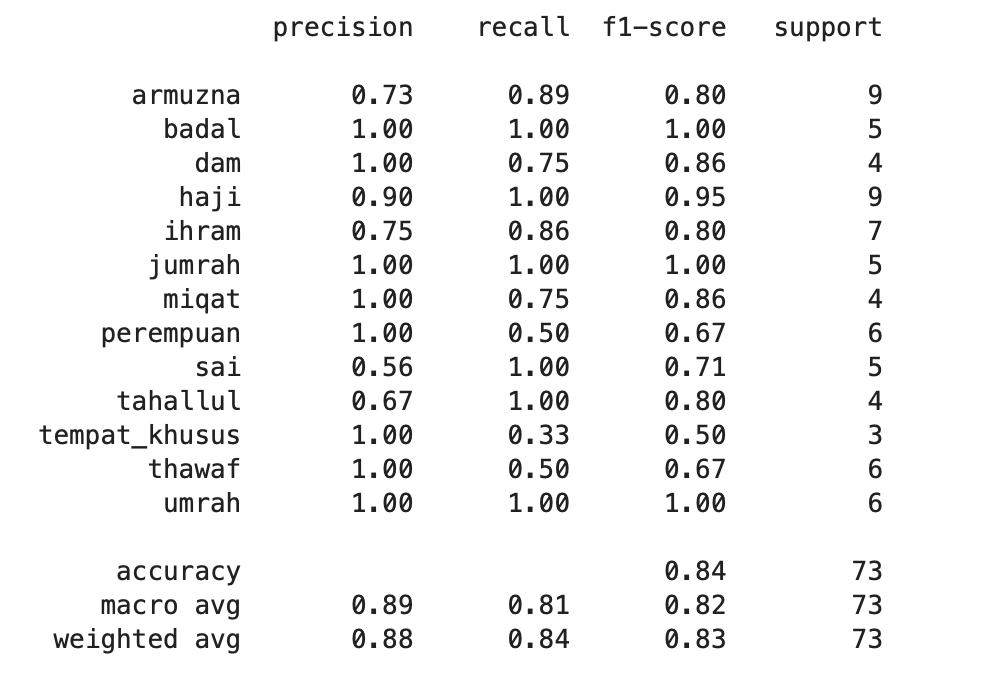 precision recall f1-score support
armuzna 0.73 0.89 0.80 9
badal 1.00 1.00 1.00 5
dam 1.00 0.75 0.86 4
haji 0.90 1.00 0.95 9
ihram 0.75 0.86 0.80 7
jumrah 1.00 1.00 1.00 5
miqat 1.00 0.75 0.86 4
perempuan 1.00 0.50 0.67 6
sai 0.56 1.00 0.71 5
tahallul 0.67 1.00 0.80 4
tempat_khusus 1.00 0.33 0.50 3
thawaf 1.00 0.50 0.67 6
umrah 1.00 1.00 1.00 6
accuracy 0.84 73
macro avg 0.89 0.81 0.82 73
weighted avg 0.88 0.84 0.83 73